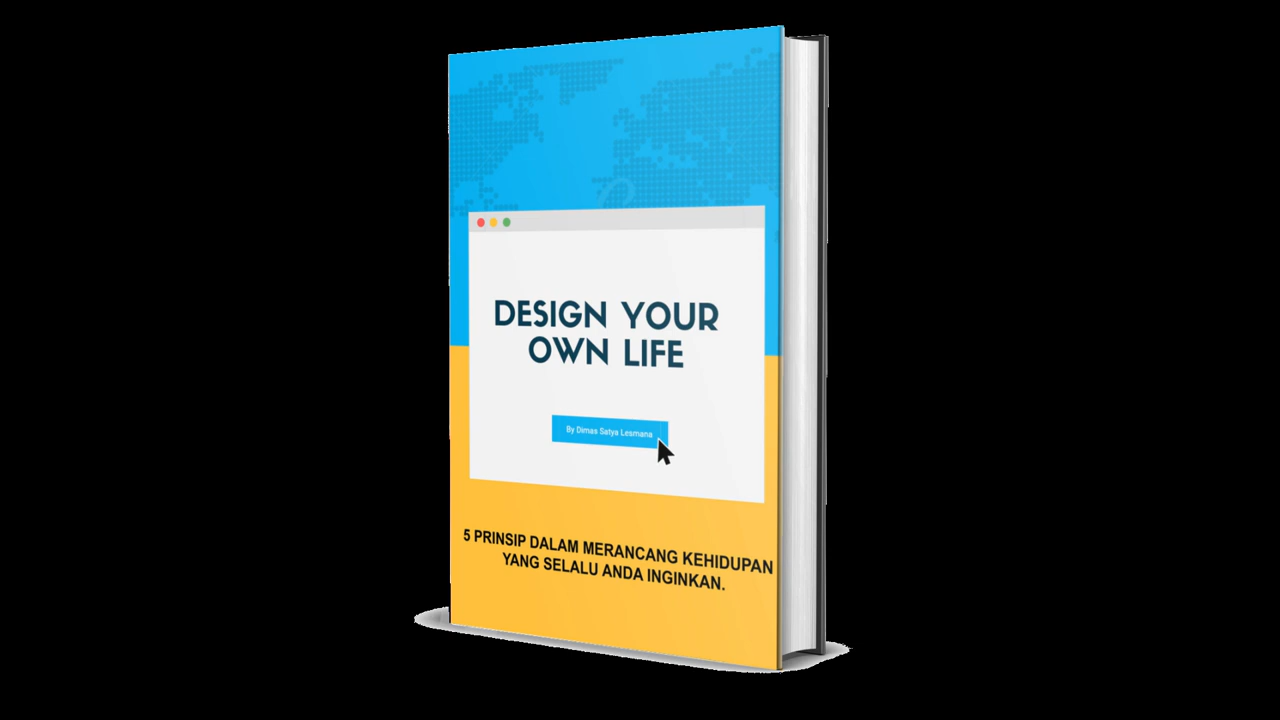 DESIGN YOUR
OWN LIFE
By Dimas Satya Lesmana
5 PRINSIP DALAM MERANCANG KEHIDUPAN
YANG SELALU ANDA INGINKAN.